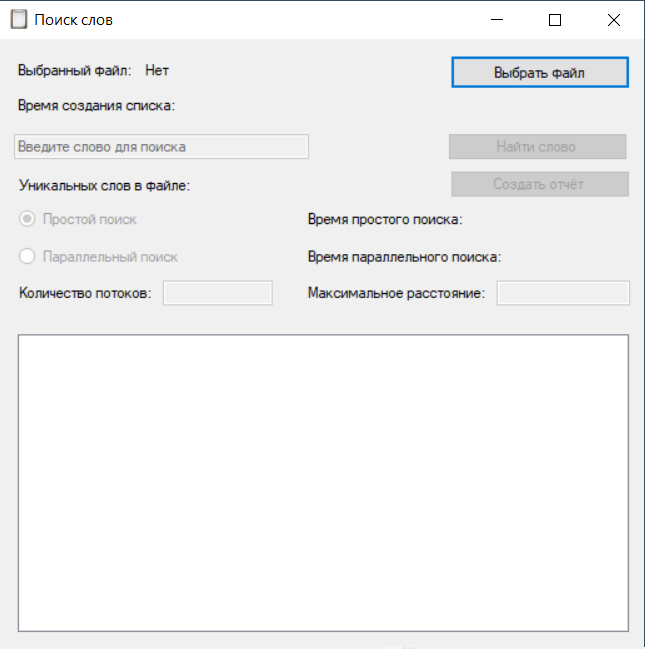 Поиск слов
Выбранный файл: Нет
Выбрать файл
Время создания списка:
Введите слово для поиска
Найти слово
Уникальных слов в файле:
Создать отчёт
Простой поиск
Время простого поиска:
Параллельный поиск
Время параллельного поиска:
Количество потоков:
Максимальное расстояние: